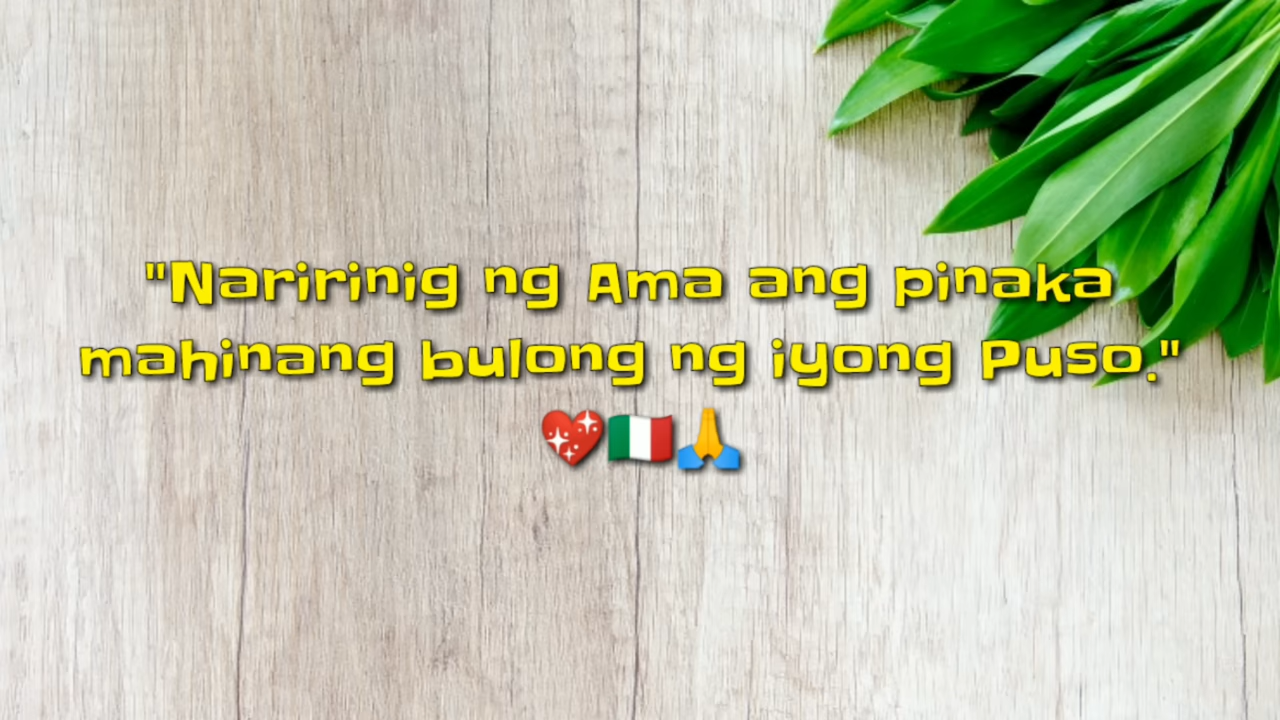 "Naririnig ng Ama ang pinaka
mahinang bulong ng iyong Puso."
💖🇮🇹🙏